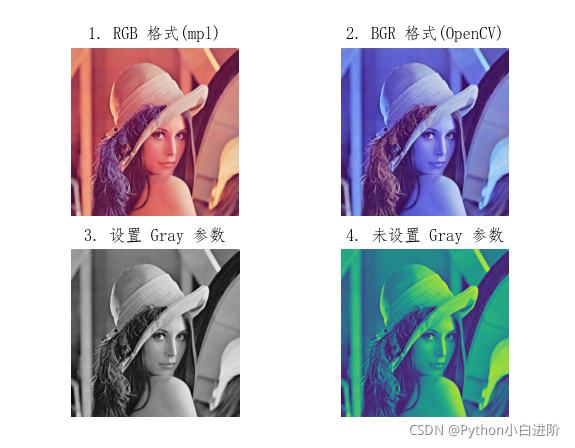 1. RGB 格式(mpl)
2. BGR 格式(OpenCV)
3. 设置 Gray 参数
4. 未设置 Gray 参数
CSDN @Python小白进阶